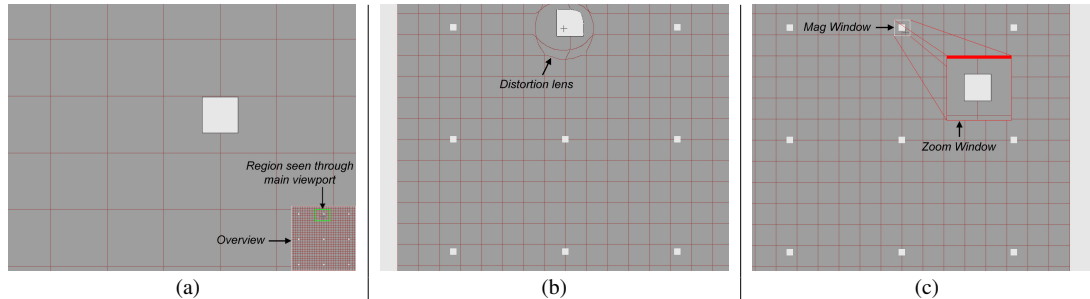 Region seen through
main viewport
Overview
(a)
Distortion lens
(b)
Mag Window
Zoom Window
(c)